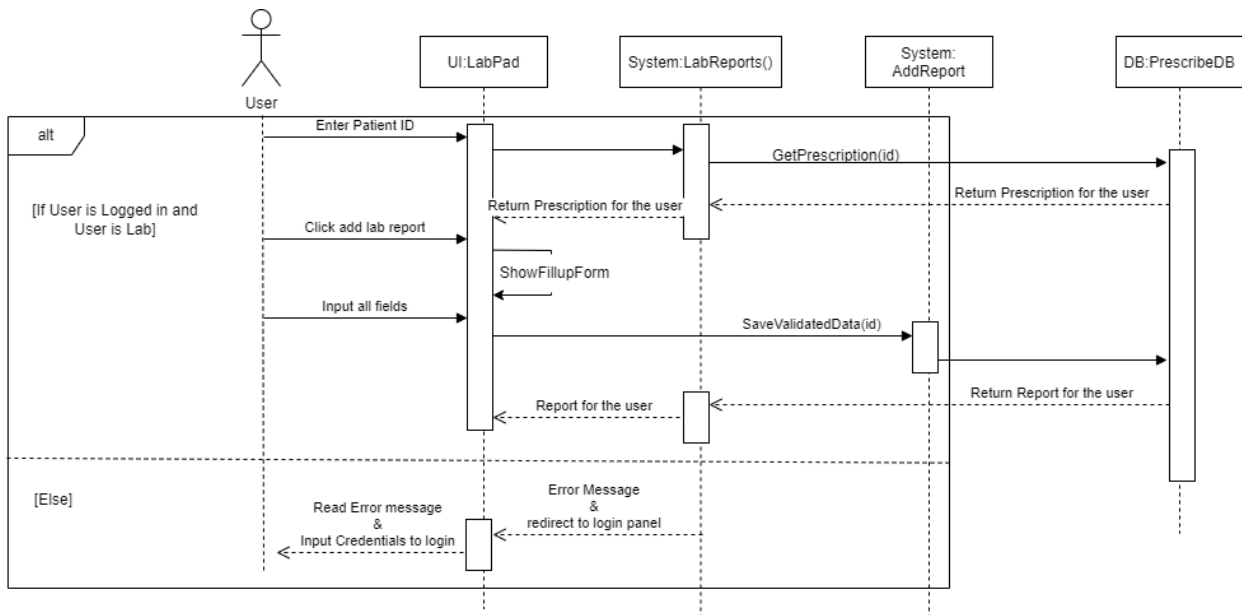 User
UI:LabPad
System:LabReports()
System:
AddReport
DB:PrescribeDB
alt
Enter Patient ID
GetPrescription(id)
[If User is Logged in and
User is Lab]
Return Prescription for the user
Return Prescription for the user
Click add lab report
ShowFillupForm
Input all fields
SaveValidatedData(id)
Report for the user
Return Report for the user
[Else]
Error Message
&
redirect to login panel
Read Error message
&
Input Credentials to login